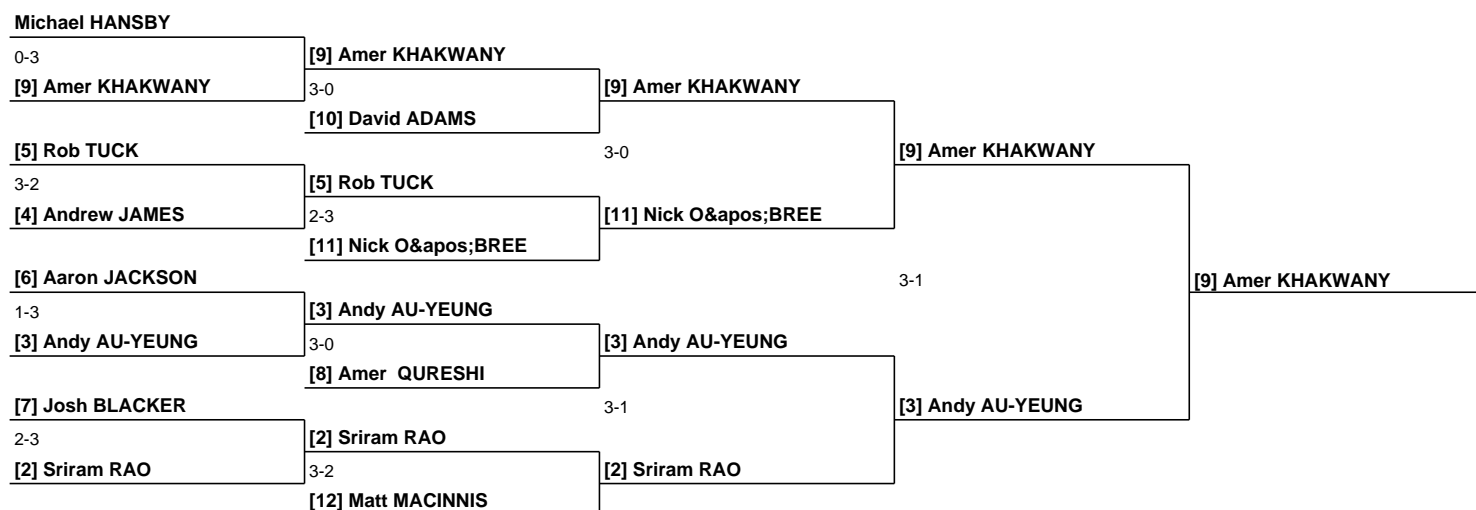 Michael HANSBY
0-3
[9] Amer KHAKWANY
[9] Amer KHAKWANY
3-0
[9] Amer KHAKWANY
[10] David ADAMS
[5] Rob TUCK
3-0
[9] Amer KHAKWANY
3-2
[5] Rob TUCK
[4] Andrew JAMES
2-3
[11] Nick O&apos;BREE
[11] Nick O&apos;BREE
[6] Aaron JACKSON
3-1
[9] Amer KHAKWANY
1-3
[3] Andy AU-YEUNG
[3] Andy AU-YEUNG
3-0
[3] Andy AU-YEUNG
[8] Amer  QURESHI
[7] Josh BLACKER
3-1
[3] Andy AU-YEUNG
2-3
[2] Sriram RAO
[2] Sriram RAO
3-2
[2] Sriram RAO
[12] Matt MACINNIS